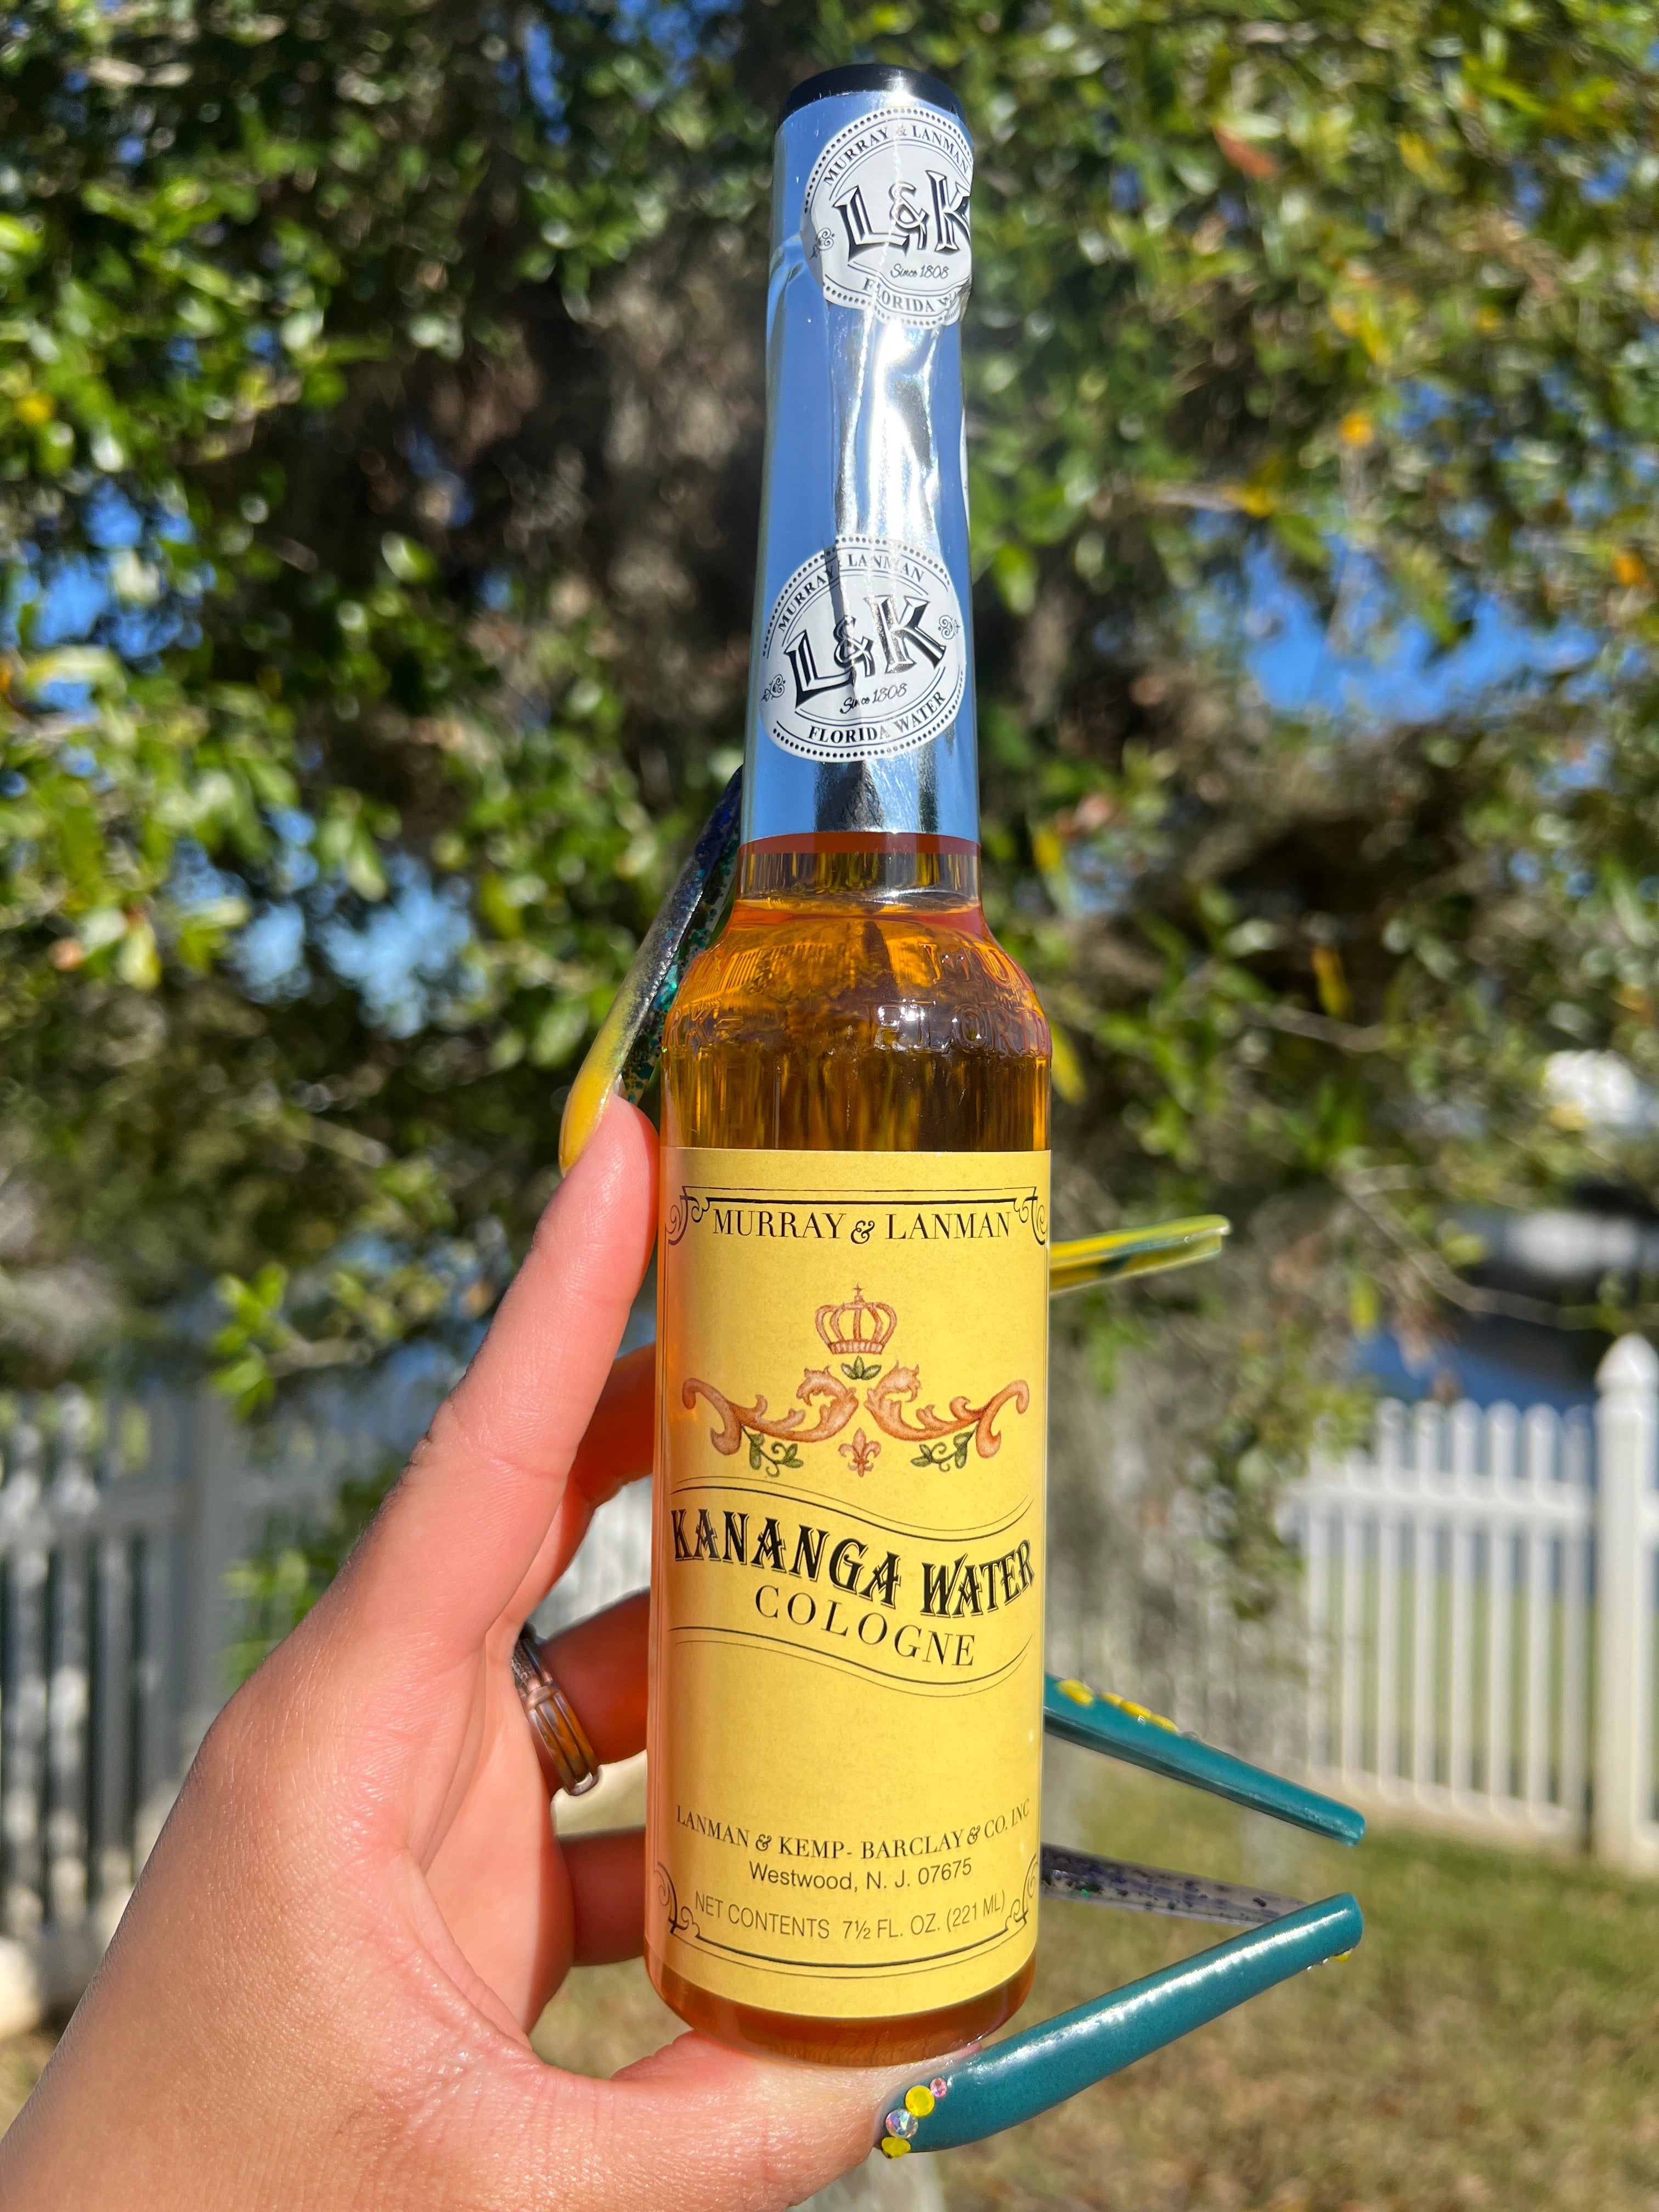 MURRAY & LANMAN
L&K
Since 1808
FLORIDA
MURRAY & LANMAN
L&K
Since 1808
FLORIDA WATER
MURRAY & LANMAN
KANANGA WATER
COLOGNE
LANMAN & KEMP- BARCLAY & CO. INC
Westwood, N. J. 07675
NET CONTENTS 7½ FL. OZ. (221 ML)